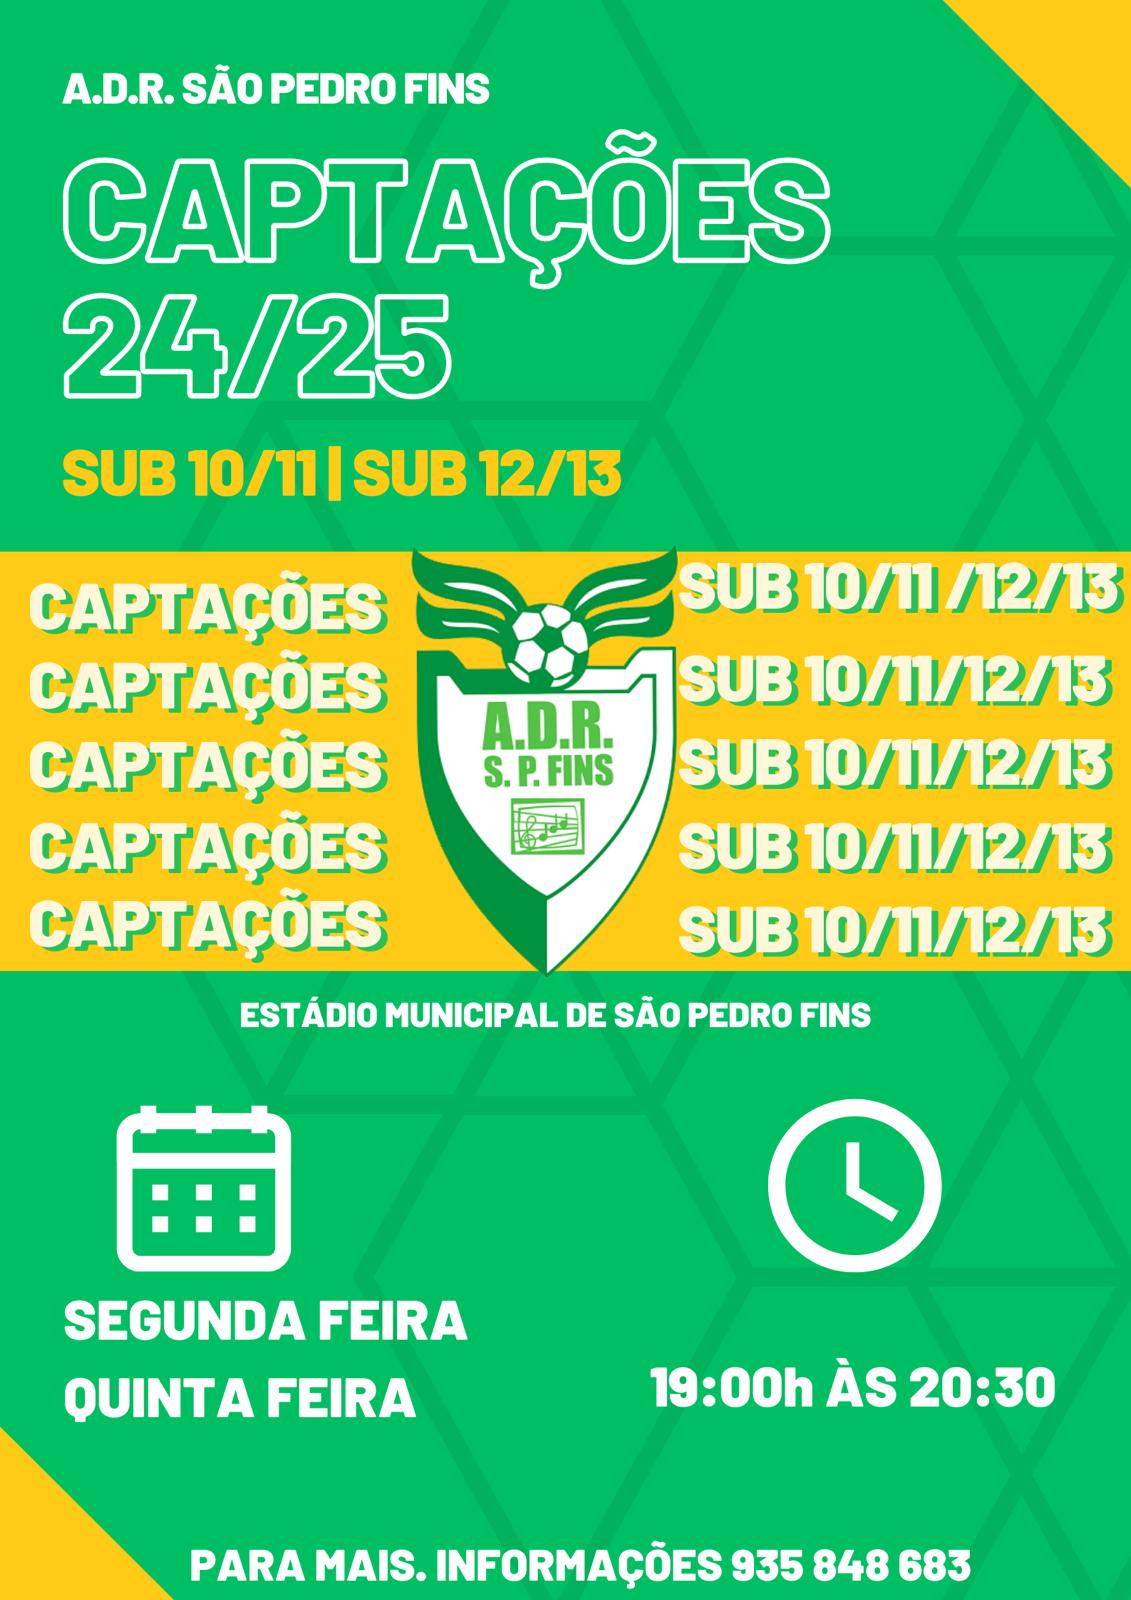 A.D.R. SÃO PEDRO FINS
CAPTAÇÕES
24/25
SUB 10/11 | SUB 12/13
CAPTAÇÕES
CAPTAÇÕES
CAPTAÇÕES
CAPTAÇÕES
CAPTAÇÕES
A.D.R.
S. P. FINS
SUB 10/11 /12/13
SUB 10/11/12/13
SUB 10/11/12/13
SUB 10/11/12/13
SUB 10/11/12/13
ESTÁDIO MUNICIPAL DE SÃO PEDRO FINS
SEGUNDA FEIRA
QUINTA FEIRA
19:00h ÀS 20:30
PARA MAIS. INFORMAÇÕES 935 848 683